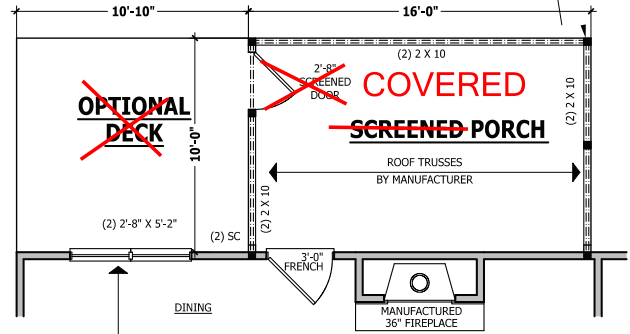 10'-10"
16'-0"
(2) 2 X 10
2'-8"
SCREENED
DOOR
COVERED
(2) 2 X 10
OPTIONAL
DECK
10'-0"
SCREENED PORCH
ROOF TRUSSES
BY MANUFACTURER
(2) 2 X 10
(2) 2'-8" X 5'-2"
(2) SC
3'-0"
FRENCH
DINING
MANUFACTURED
36" FIREPLACE